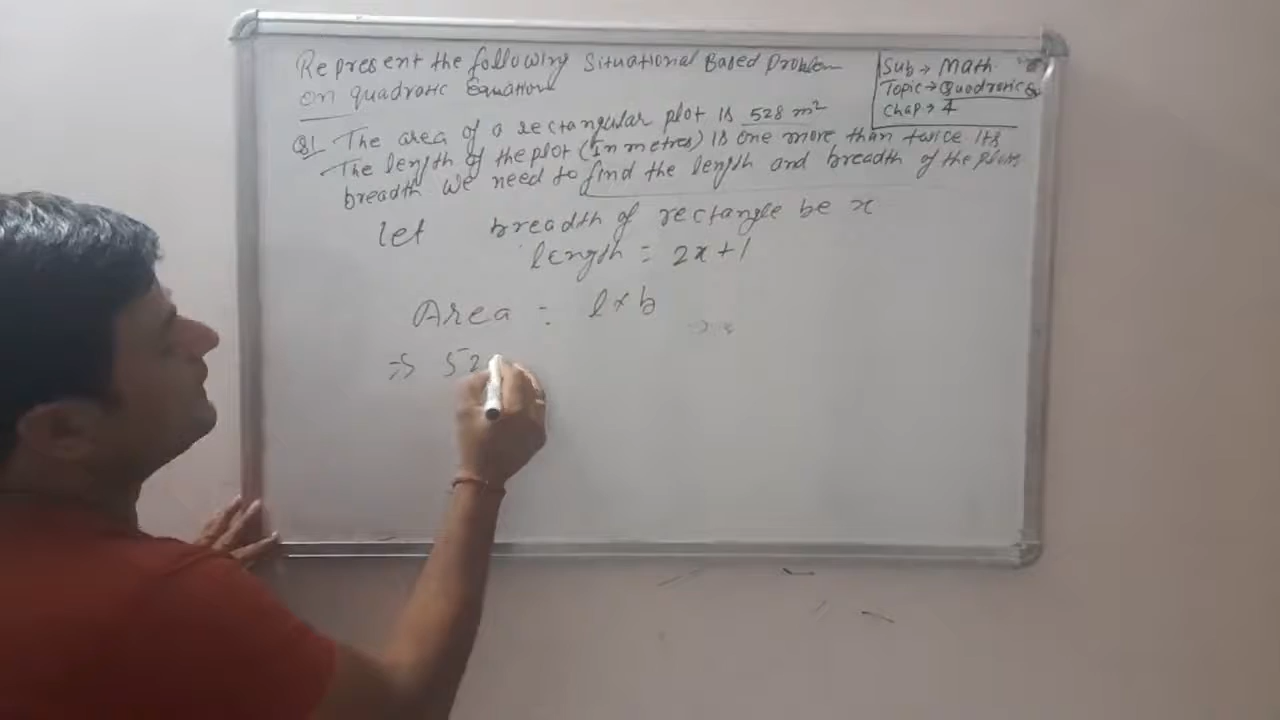 Represent the following Situational Based Problem
on quadratic Equation
Sub → Math
Topic → Quadratic Eq
Chap → 4
Q1 The area of a rectangular plot is 528 m²
The length of the plot (In metres) is one more than twice its
breadth we need to find the length and breadth of the plot
Let breadth of rectangle be x
length = 2x+1
Area = l×b
⇒ 52